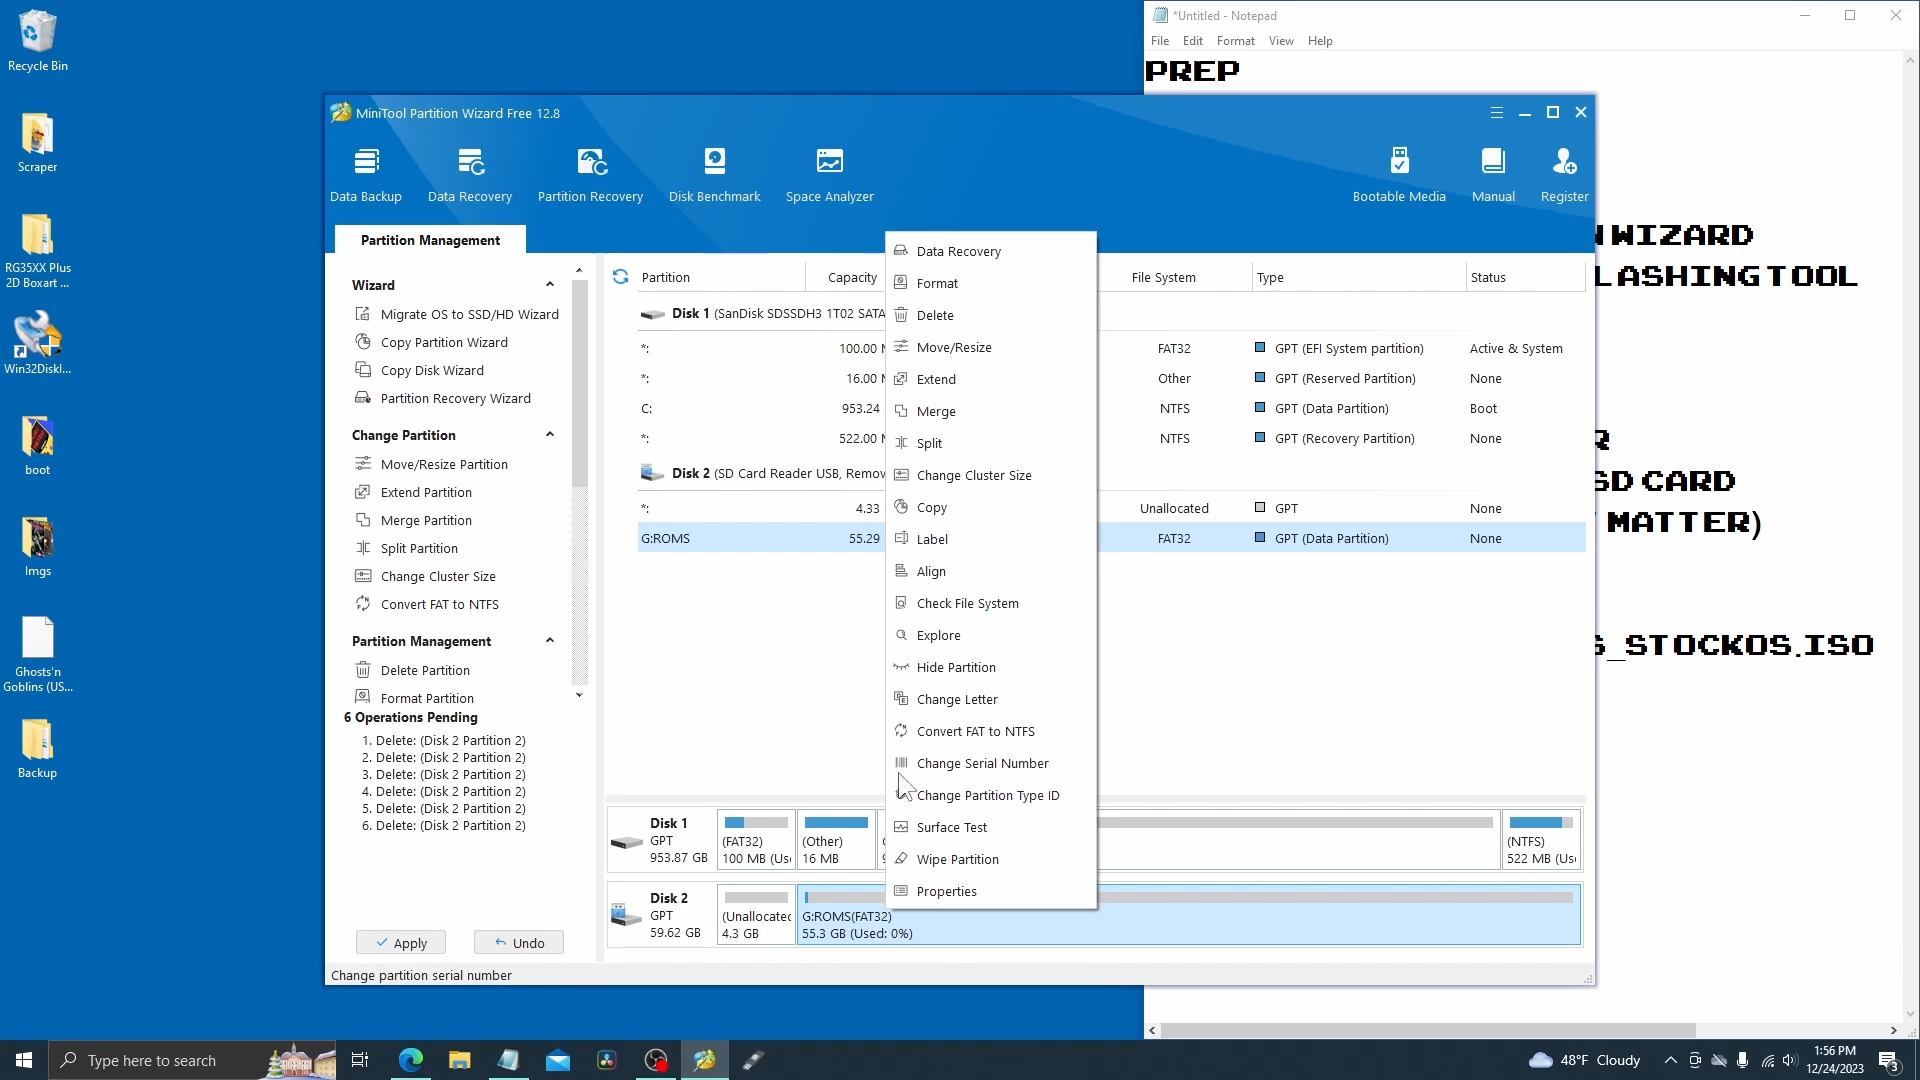 Recycle Bin
Scraper
RG35XX Plus
2D Boxart ...
Win32DiskI...
boot
Imgs
Ghosts'n
Goblins (US...
Backup
*Untitled - Notepad
File Edit Format View Help
PREP
N WIZARD
LASHING TOOL
R
SD CARD
MATTER)
S_STOCKOS.ISO
MiniTool Partition Wizard Free 12.8
Data Backup Data Recovery Partition Recovery Disk Benchmark Space Analyzer Bootable Media Manual Register
Partition Management
Wizard
Migrate OS to SSD/HD Wizard
Copy Partition Wizard
Copy Disk Wizard
Partition Recovery Wizard
Change Partition
Move/Resize Partition
Extend Partition
Merge Partition
Split Partition
Change Cluster Size
Convert FAT to NTFS
Partition Management
Delete Partition
Format Partition
6 Operations Pending
1. Delete: (Disk 2 Partition 2)
2. Delete: (Disk 2 Partition 2)
3. Delete: (Disk 2 Partition 2)
4. Delete: (Disk 2 Partition 2)
5. Delete: (Disk 2 Partition 2)
6. Delete: (Disk 2 Partition 2)
Apply Undo
Change partition serial number
Partition Capacity File System Type Status
Disk 1 (SanDisk SDSSDH3 1T02 SATA
*: 100.00 FAT32 GPT (EFI System partition) Active & System
*: 16.00 Other GPT (Reserved Partition) None
C: 953.24 NTFS GPT (Data Partition) Boot
*: 522.00 NTFS GPT (Recovery Partition) None
Disk 2 (SD Card Reader USB, Remov
*: 4.33 Unallocated GPT None
G:ROMS 55.29 FAT32 GPT (Data Partition) None
Data Recovery
Format
Delete
Move/Resize
Extend
Merge
Split
Change Cluster Size
Copy
Label
Align
Check File System
Explore
Hide Partition
Change Letter
Convert FAT to NTFS
Change Serial Number
Change Partition Type ID
Surface Test
Wipe Partition
Properties
Disk 1
GPT
953.87 GB
(FAT32)
100 MB (Us
(Other)
16 MB
(NTFS)
522 MB (Us
Disk 2
GPT
59.62 GB
(Unallocated
4.3 GB
G:ROMS(FAT32)
55.3 GB (Used: 0%)
Type here to search
48°F Cloudy
1:56 PM
12/24/2023
3